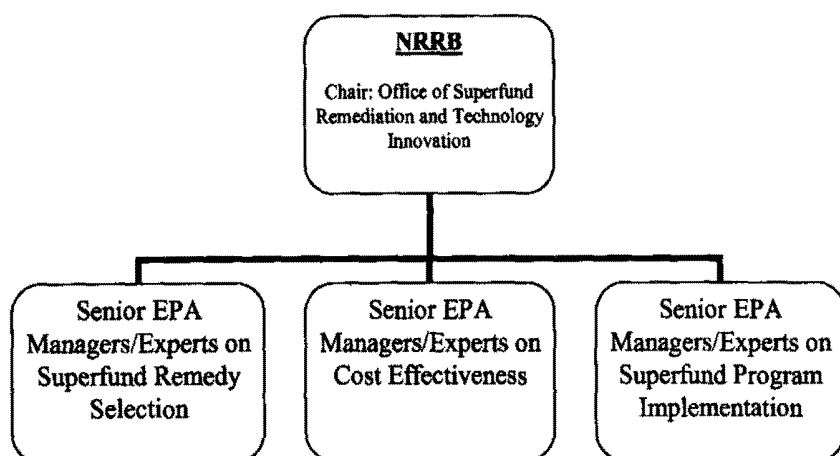 NRRB
Chair: Office of Superfund
Remediation and Technology
Innovation
Senior EPA
Managers/Experts on
Superfund Remedy
Selection
Senior EPA
Managers/Experts on
Cost Effectiveness
Senior EPA
Managers/Experts on
Superfund Program
Implementation